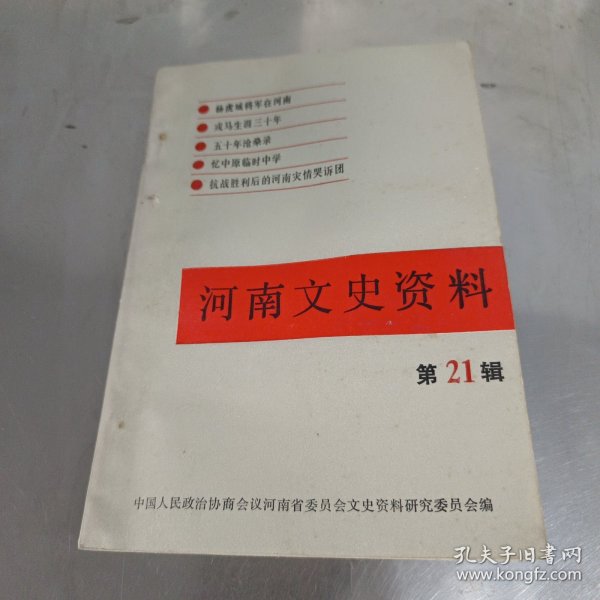 杨虎城将军在河南
戎马生涯三十年
五十年沧桑录
忆中原临时中学
抗战胜利后的河南灾情哭诉团
河南文史资料
第21辑
中国人民政治协商会议河南省委员会文史资料研究委员会编
孔夫子旧书网
www.kongfz.com